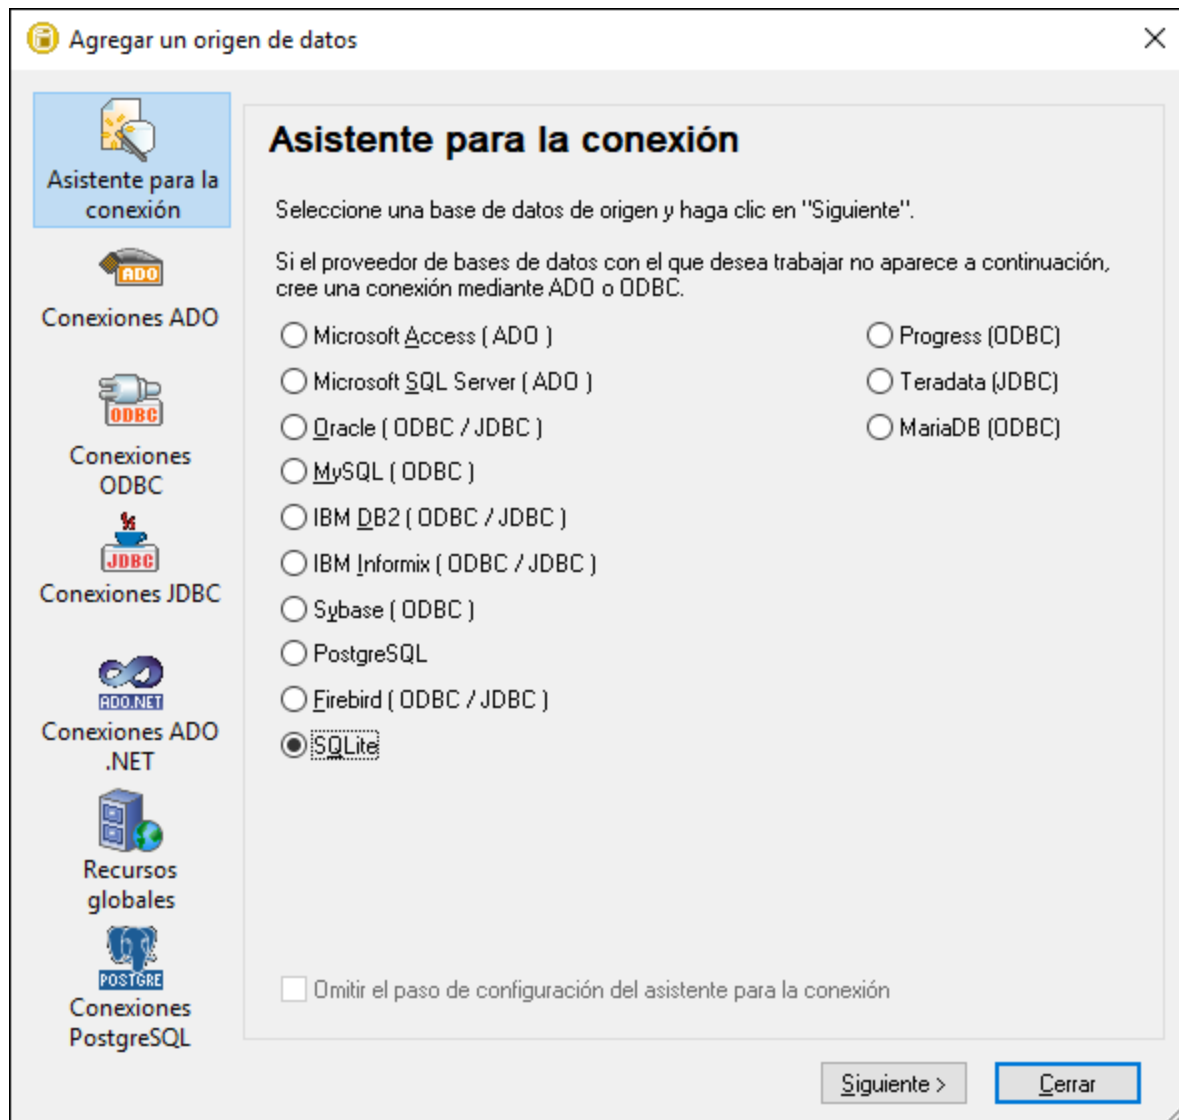 Agregar un origen de datos
Asistente para la
conexión
ADO
Conexiones ADO
ODBC
Conexiones
ODBC
JDBC
Conexiones JDBC
ADO.NET
Conexiones ADO
.NET
Recursos
globales
POSTGRE
Conexiones
PostgreSQL
Asistente para la conexión
Seleccione una base de datos de origen y haga clic en "Siguiente".
Si el proveedor de bases de datos con el que desea trabajar no aparece a continuación,
cree una conexión mediante ADO o ODBC.
Microsoft Access ( ADO )
Microsoft SQL Server ( ADO )
Oracle ( ODBC / JDBC )
MySQL ( ODBC )
IBM DB2 ( ODBC / JDBC )
IBM Informix ( ODBC / JDBC )
Sybase ( ODBC )
PostgreSQL
Firebird ( ODBC / JDBC )
SQLite
Progress (ODBC)
Teradata (JDBC)
MariaDB (ODBC)
Omitir el paso de configuración del asistente para la conexión
Siguiente >
Cerrar